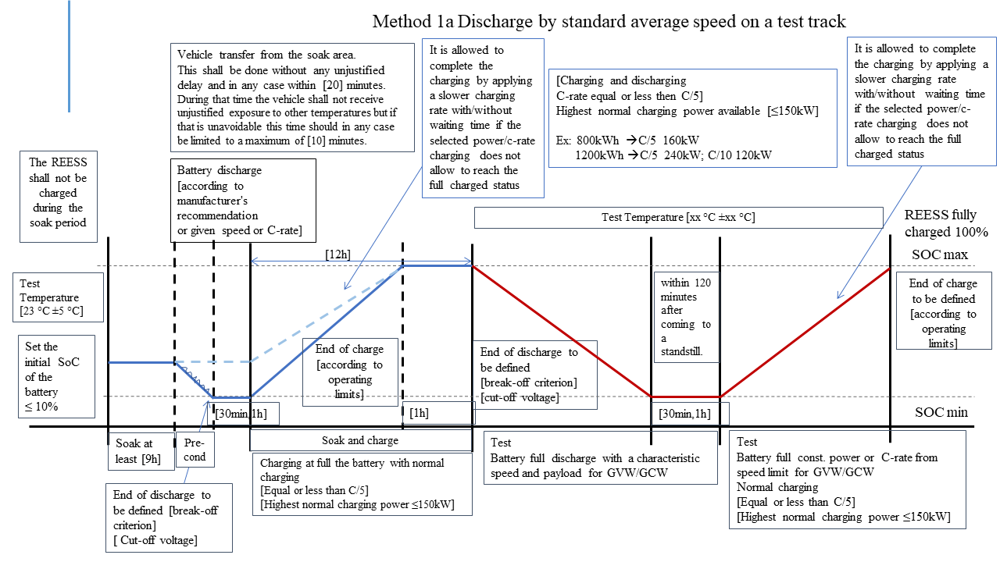 Method 1a Discharge by standard average speed on a test track
Vehicle transfer from the soak area.
This shall be done without any unjustified
delay and in any case within [20] minutes.
During that time the vehicle shall not receive
unjustified exposure to other temperatures but if
that is unavoidable this time should in any case
be limited to a maximum of [10] minutes.
It is allowed to
complete the
charging by applying
a slower charging
rate with/without
waiting time if the
selected power/c-rate
charging does not
allow to reach the
full charged status
[Charging and discharging
C-rate equal or less then C/5]
Highest normal charging power available [≤150kW]
Ex: 800kWh →C/5 160kW
1200kWh →C/5 240kW; C/10 120kW
It is allowed to complete
the charging by applying a
slower charging rate
with/without waiting time
if the selected power/c-
rate charging does not
allow to reach the full
charged status
The REESS
shall not be
charged
during the
soak period
Battery discharge
[according to
manufacturer's
recommendation
or given speed or C-rate]
Test Temperature [xx °C ±xx °C]
REESS fully
charged 100%
SOC max
[12h]
Test
Temperature
[23 °C ±5 °C]
within 120
minutes
after
coming to
a
standstill.
End of charge
to be defined
[according to
operating
limits]
Set the
initial SoC
of the
battery
≤ 10%
End of charge
[according to
operating
limits]
End of discharge to
be defined
[break-off criterion]
[cut-off voltage]
[30min,1h]
[1h]
[30min,1h]
SOC min
Soak at
least [9h]
Pre-
cond
Soak and charge
Charging at full the battery with normal
charging
[Equal or less than C/5]
[Highest normal charging power ≤150kW]
Test
Battery full discharge with a characteristic
speed and payload for GVW/GCW
Test
Battery full const. power or C-rate from
speed limit for GVW/GCW
Normal charging
[Equal or less than C/5]
[Highest normal charging power ≤150kW]
End of discharge to
be defined [break-off
criterion]
[ Cut-off voltage]